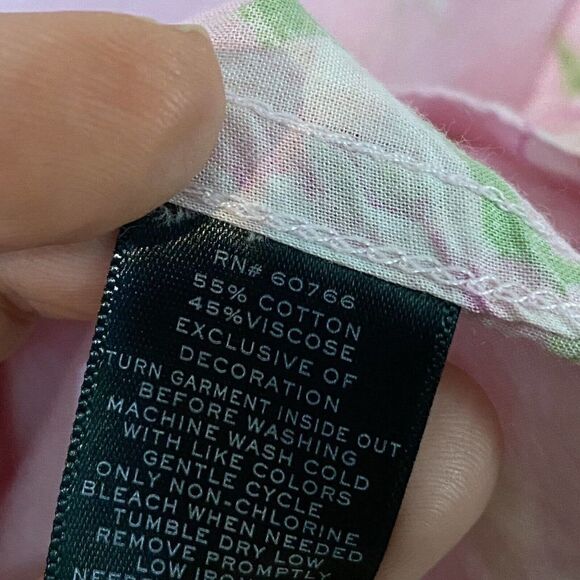 RN# 60766
55% COTTON
45% VISCOSE
EXCLUSIVE OF
DECORATION
TURN GARMENT INSIDE OUT
BEFORE WASHING
MACHINE WASH COLD
WITH LIKE COLORS
GENTLE CYCLE
ONLY NON-CHLORINE
BLEACH WHEN NEEDED
TUMBLE DRY LOW
REMOVE PROMPTLY
LOW IRON